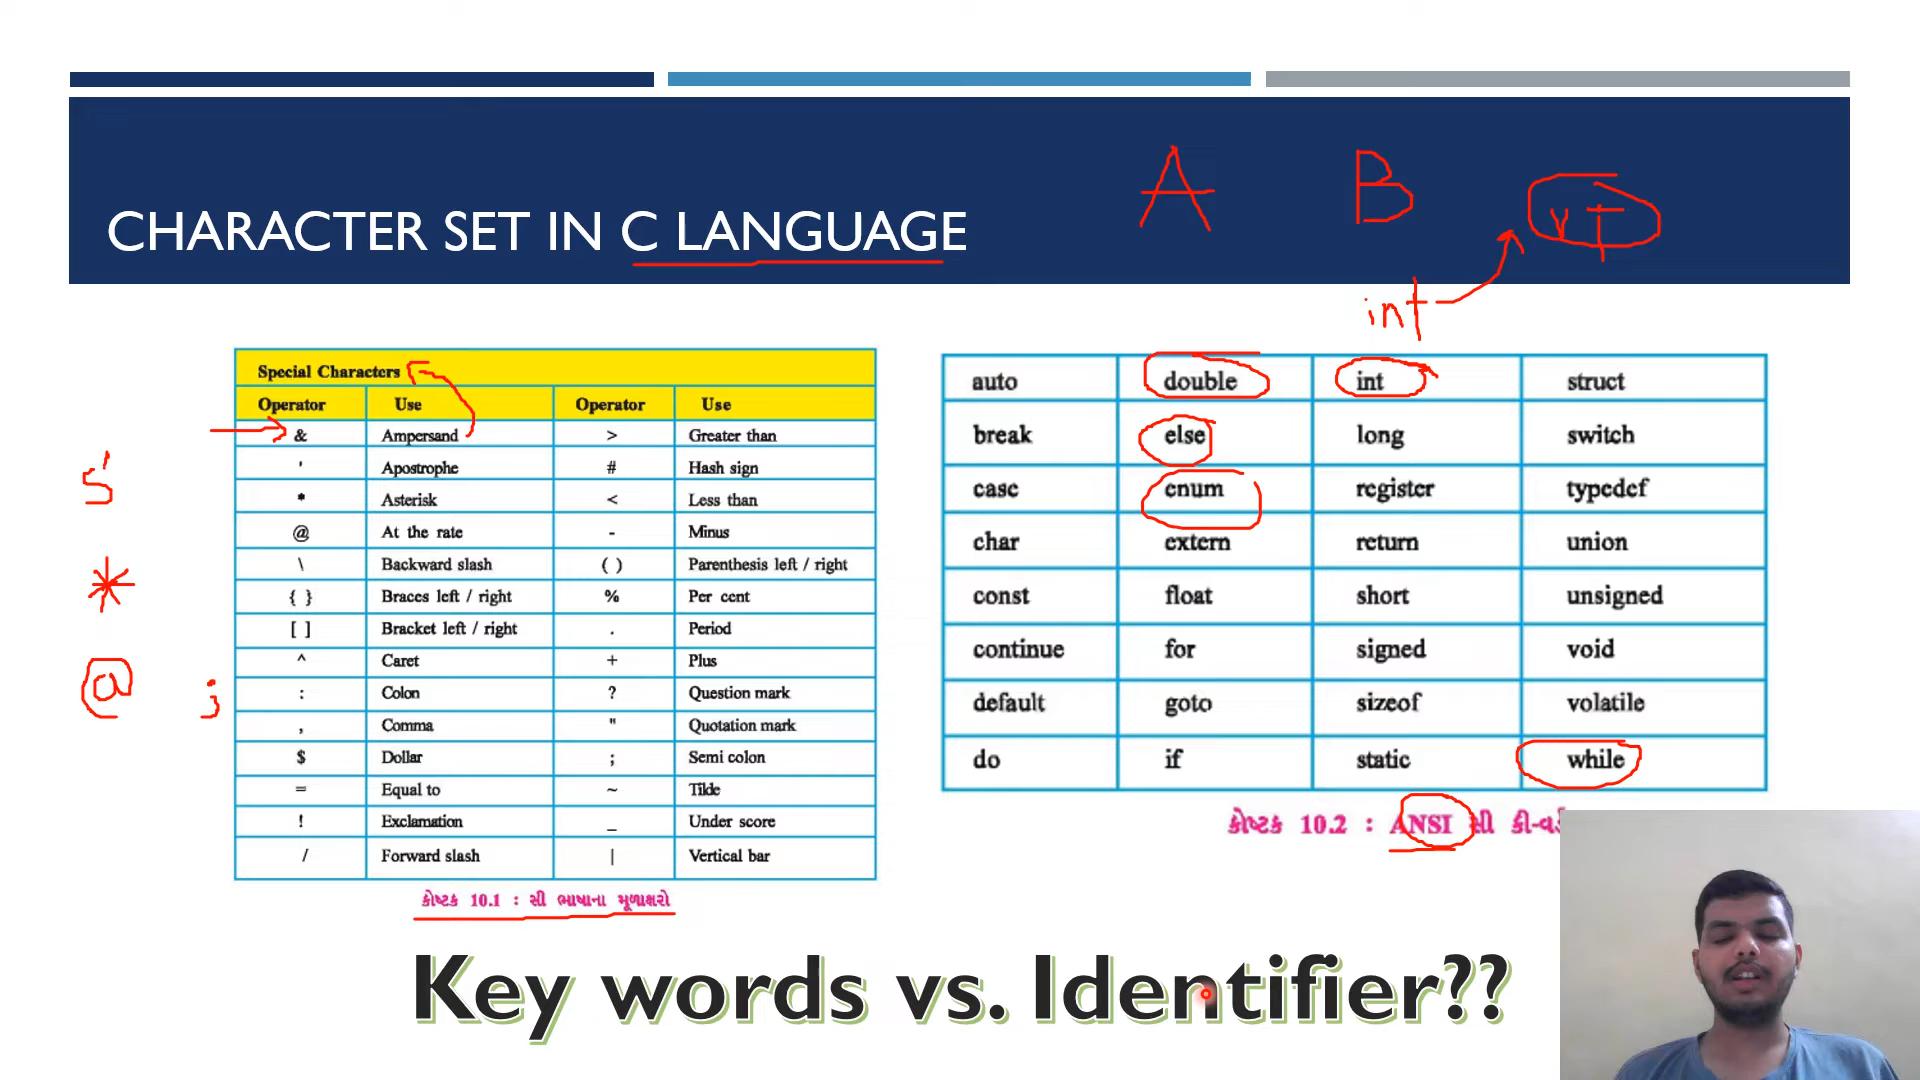 A B
v T
CHARACTER SET IN C LANGUAGE
int
Special Characters
Operator Use Operator Use
& Ampersand > Greater than
' Apostrophe # Hash sign
* Asterisk < Less than
@ At the rate - Minus
\ Backward slash ( ) Parenthesis left / right
{ } Braces left / right % Per cent
[ ] Bracket left / right . Period
^ Caret + Plus
: Colon ? Question mark
, Comma " Quotation mark
$ Dollar ; Semi colon
= Equal to ~ Tilde
! Exclamation _ Under score
/ Forward slash | Vertical bar
કોષ્ટક 10.1 : સી ભાષાના મૂળાક્ષરો
*
@ ;
auto double int struct
break else long switch
case enum register typedef
char extern return union
const float short unsigned
continue for signed void
default goto sizeof volatile
do if static while
કોષ્ટક 10.2 : ANSI સી
Key words vs. Identifier??